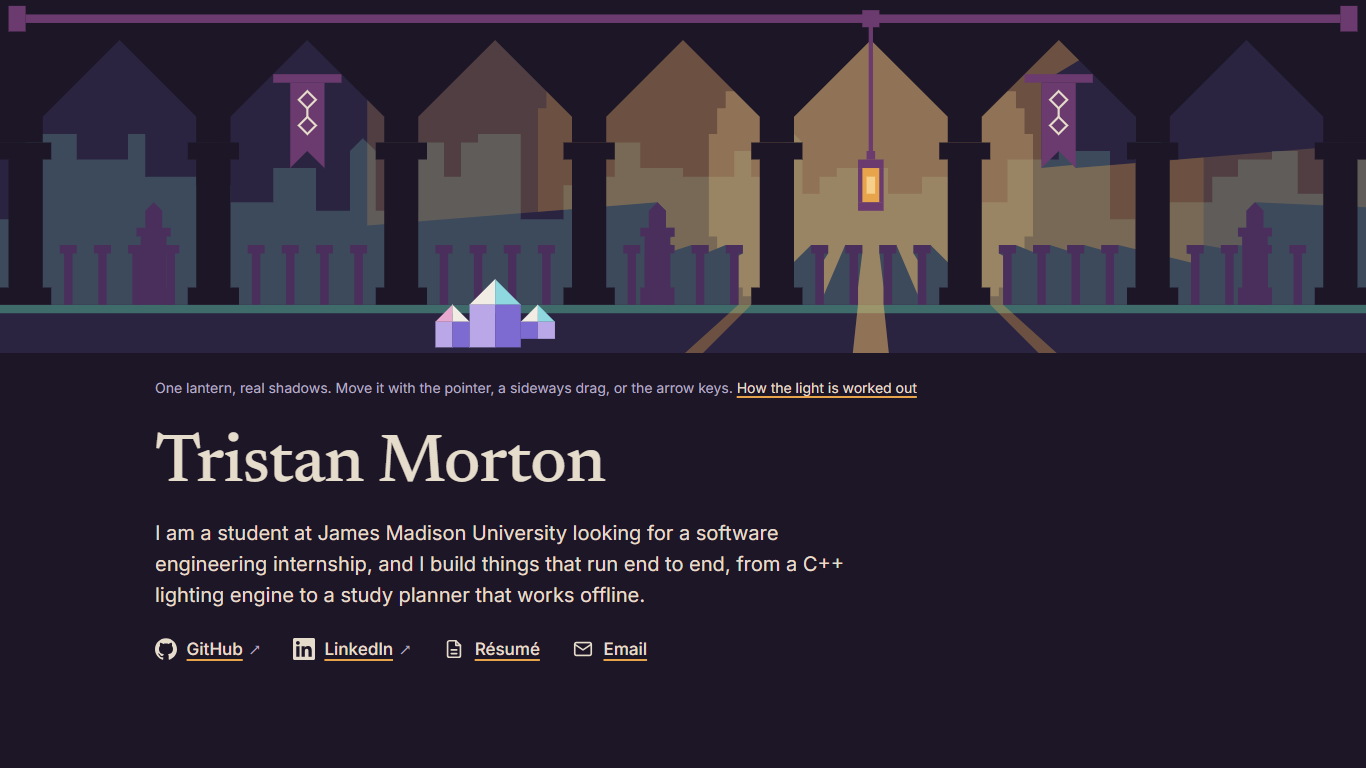 One lantern, real shadows. Move it with the pointer, a sideways drag, or the arrow keys. How the light is worked out
Tristan Morton
I am a student at James Madison University looking for a software
engineering internship, and I build things that run end to end, from a C++
lighting engine to a study planner that works offline.
GitHub ↗ LinkedIn ↗ Résumé Email